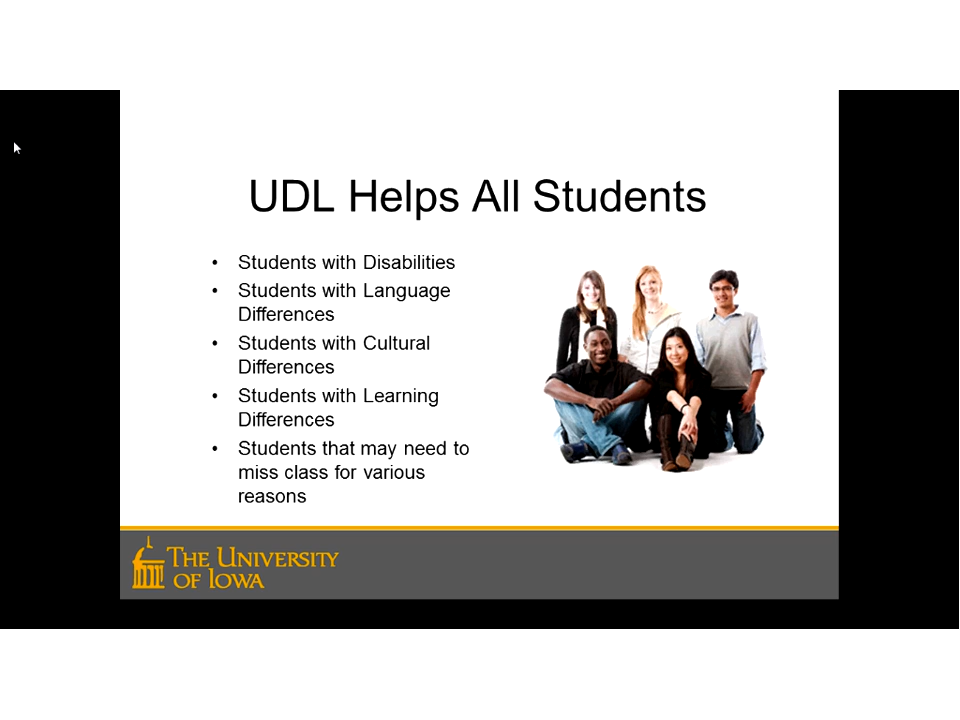 UDL Helps All Students
• Students with Disabilities
• Students with Language
Differences
• Students with Cultural
Differences
• Students with Learning
Differences
• Students that may need to
miss class for various
reasons
THE UNIVERSITY
OF IOWA